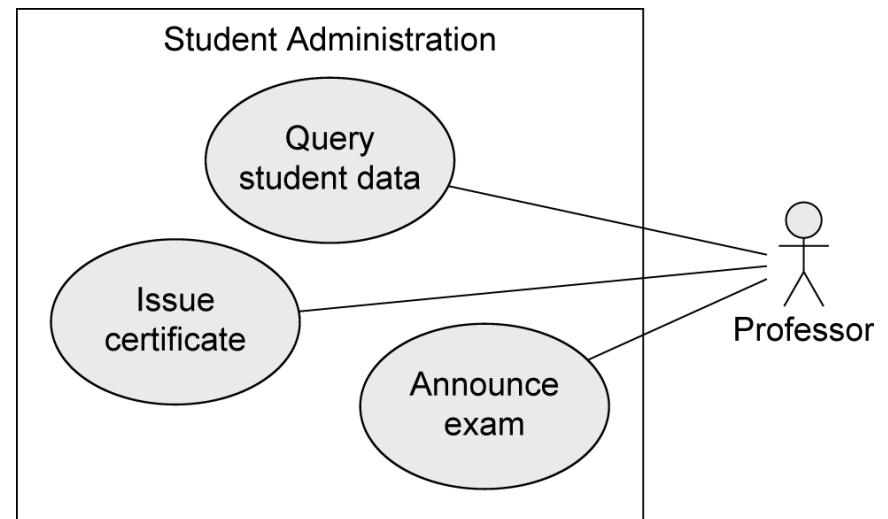 Student Administration
Query
student data
Issue
certificate
Professor
Announce
exam